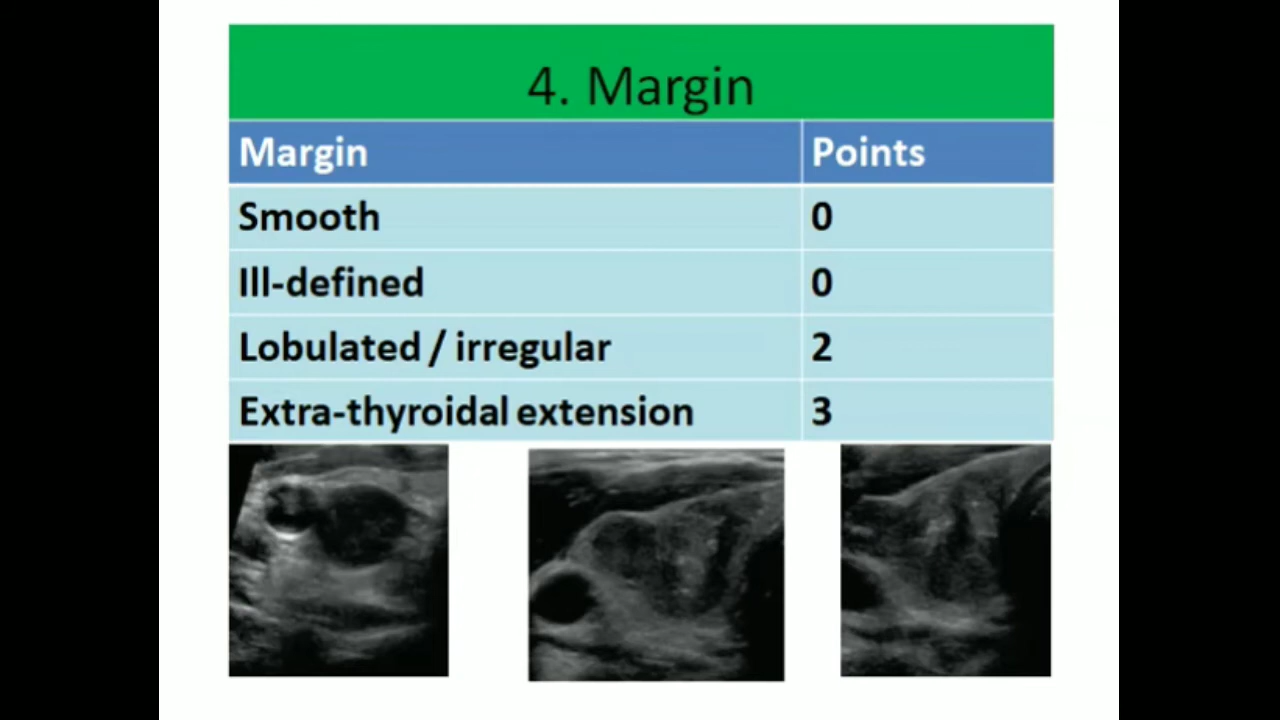 4. Margin
Margin Points
Smooth 0
Ill-defined 0
Lobulated / irregular 2
Extra-thyroidal extension 3